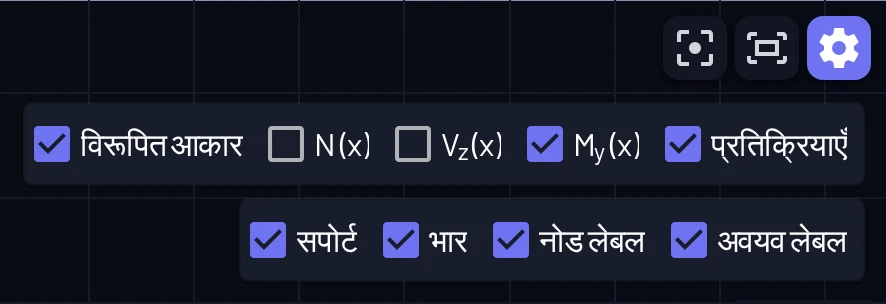 विरूपित आकार N(x) Vz(x) My(x) प्रतिक्रियाएँ
सपोर्ट भार नोड लेबल अवयव लेबल